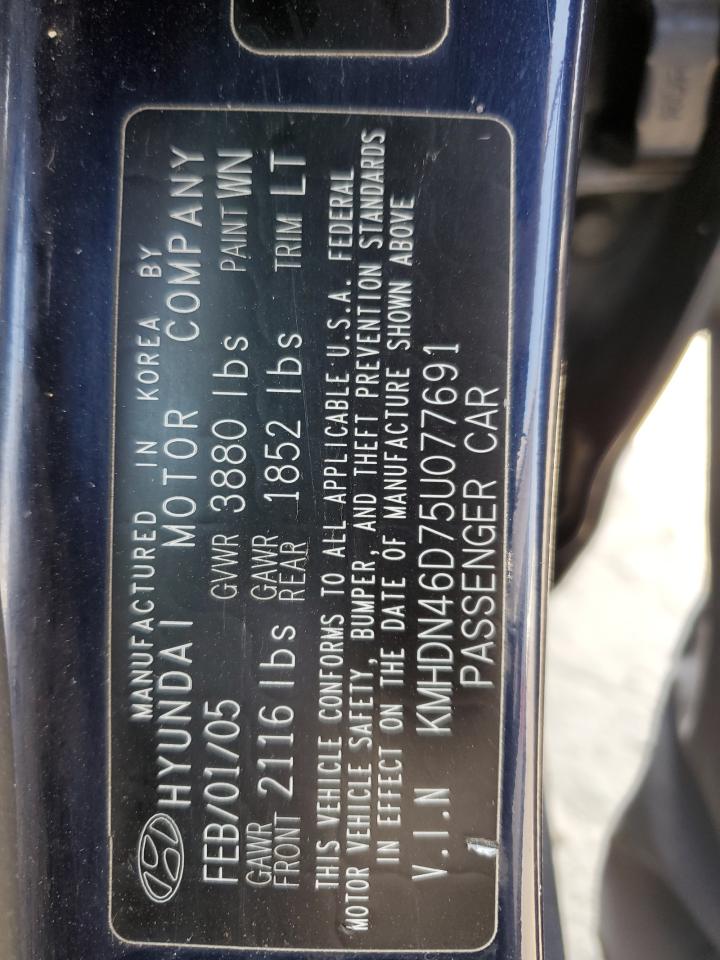 MANUFACTURED IN KOREA BY
HYUNDAI MOTOR COMPANY
FEB/01/05 GVWR 3880 lbs PAINT WN
GAWR FRONT 2116 lbs GAWR REAR 1852 lbs TRIM LT
THIS VEHICLE CONFORMS TO ALL APPLICABLE U.S.A. FEDERAL
MOTOR VEHICLE SAFETY, BUMPER, AND THEFT PREVENTION STANDARDS
IN EFFECT ON THE DATE OF MANUFACTURE SHOWN ABOVE
V.I.N KMHDN46D75U077691
PASSENGER CAR